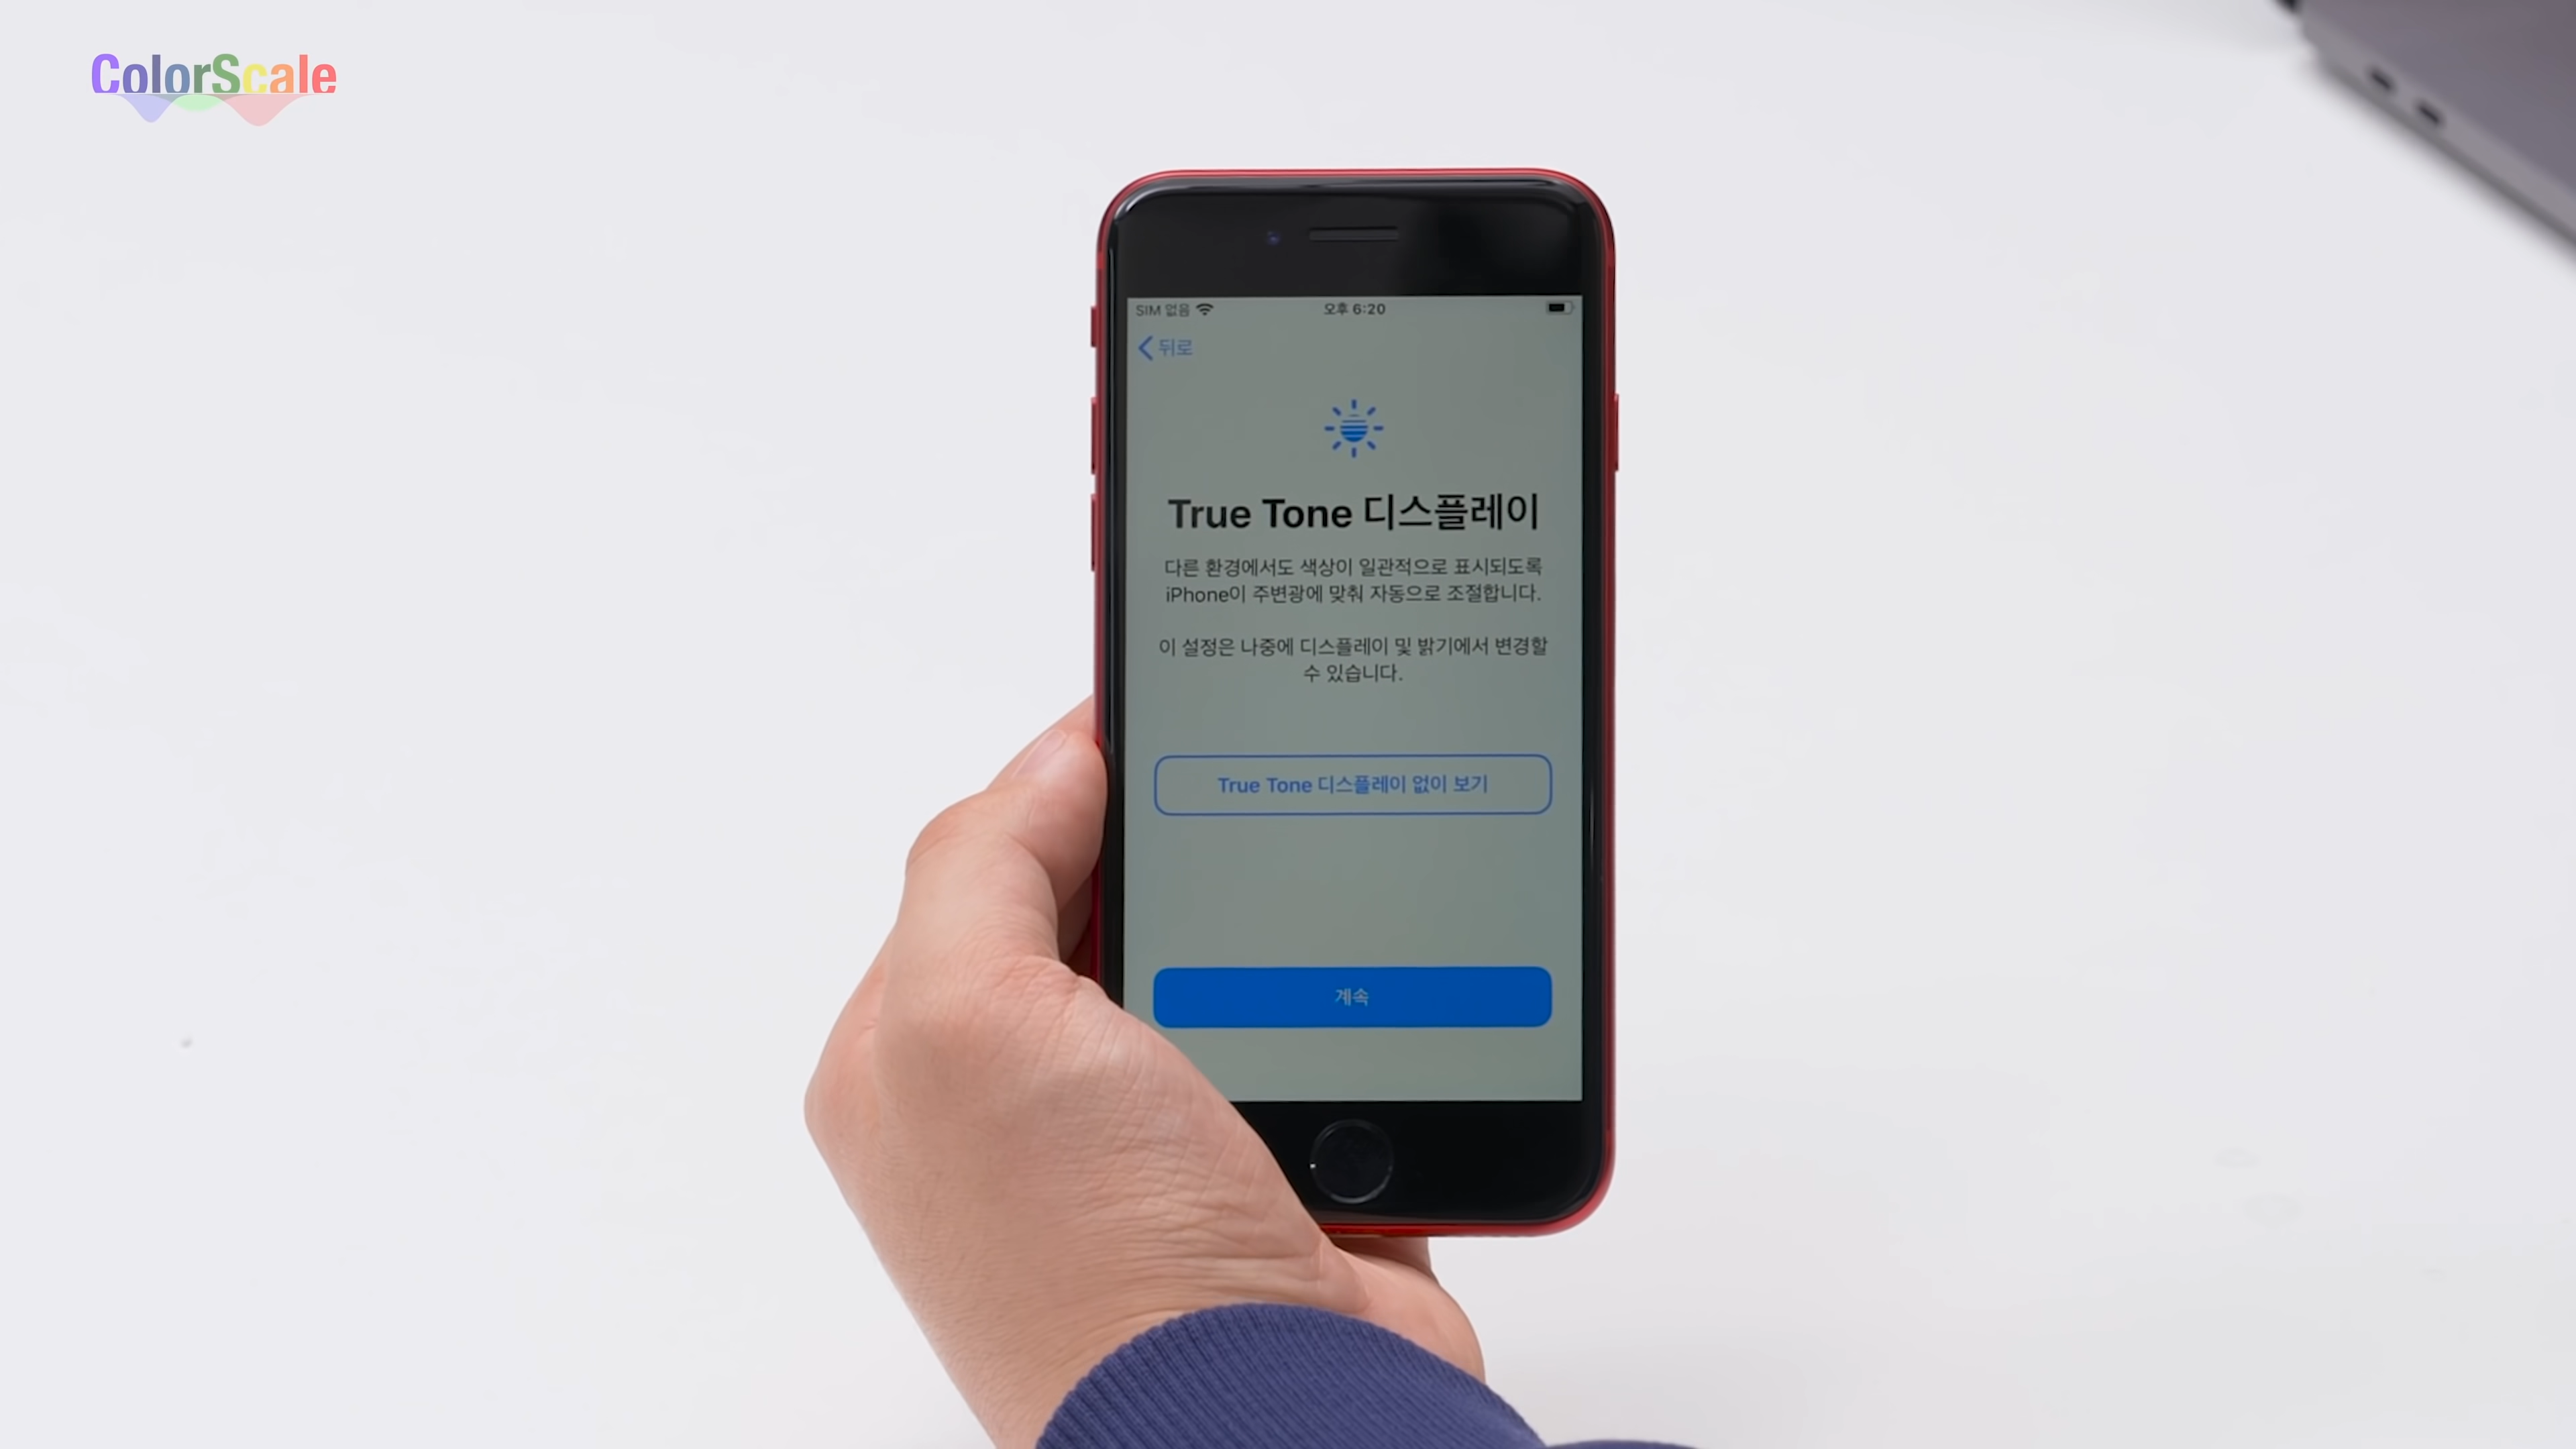 ColorScale
SIM 없음
오후 6:20
뒤로
True Tone 디스플레이
다른 환경에서도 색상이 일관적으로 표시되도록
iPhone이 주변광에 맞춰 자동으로 조절합니다.
이 설정은 나중에 디스플레이 및 밝기에서 변경할
수 있습니다.
True Tone 디스플레이 없이 보기
계속